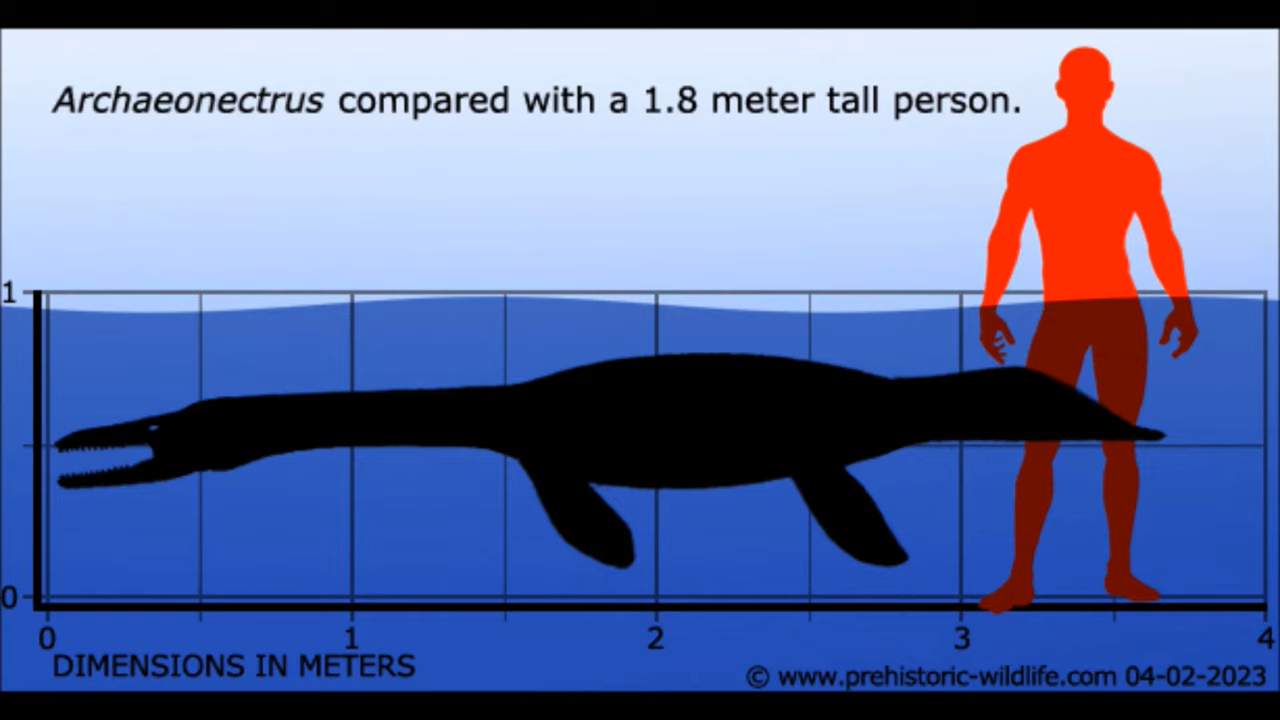 Archaeonectrus compared with a 1.8 meter tall person.
1
0
0 1 2 3 4
DIMENSIONS IN METERS
© www.prehistoric-wildlife.com 04-02-2023